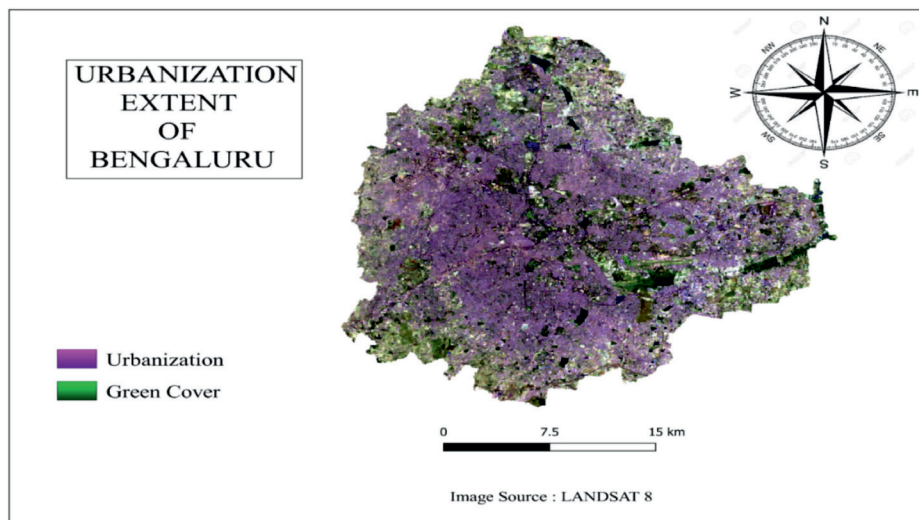 URBANIZATION
EXTENT
OF
BENGALURU
N
NW
NE
W
E
SW
SE
S
Urbanization
Green Cover
0 7.5 15 km
Image Source : LANDSAT 8